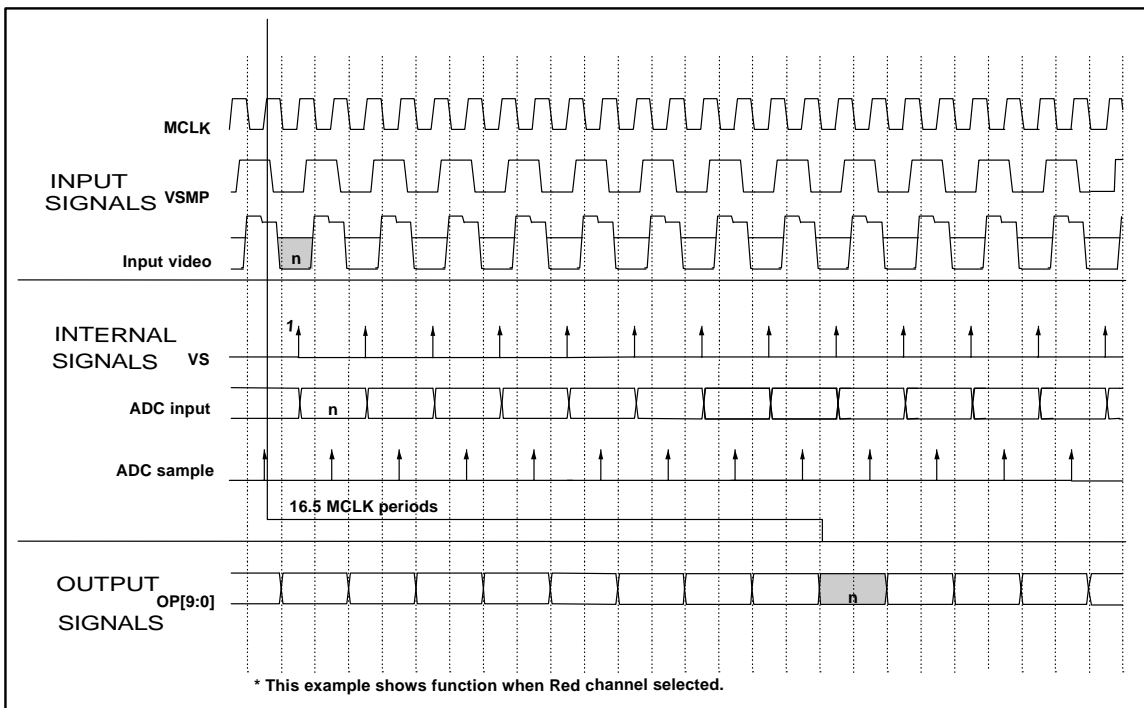 MCLK
INPUT
SIGNALS
VSMP
Input video
n
INTERNAL
SIGNALS
1
VS
ADC input
n
ADC sample
16.5 MCLK periods
OUTPUT
SIGNALS
OP[9:0]
n
* This example shows function when Red channel selected.